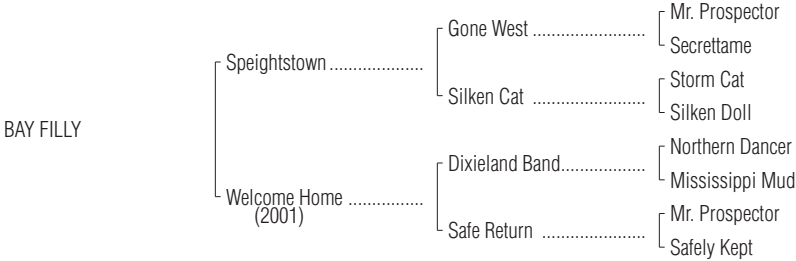 Mr. Prospector
Gone West ........................
Secrettame
Speightstown ....................
Storm Cat
Silken Cat ........................
Silken Doll
BAY FILLY
Northern Dancer
Dixieland Band..................
Mississippi Mud
Welcome Home ................
(2001)
Mr. Prospector
Safe Return ......................
Safely Kept